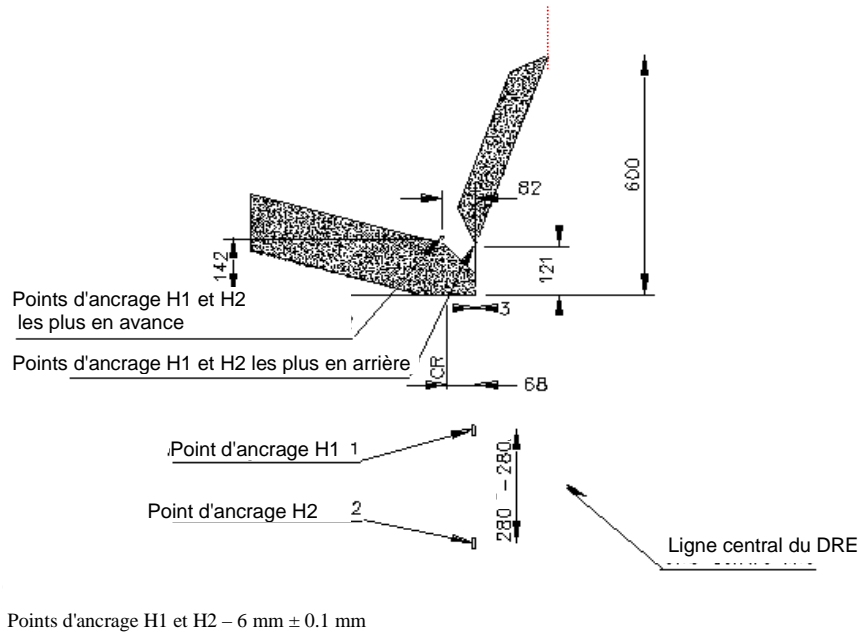 82
600
142
121
Points d'ancrage H1 et H2
les plus en avance
3
Points d'ancrage H1 et H2 les plus en arrière
CR
68
Point d'ancrage H1 1
280 - 280
Point d'ancrage H2 2
Ligne central du DRE
Points d'ancrage H1 et H2 – 6 mm ± 0.1 mm